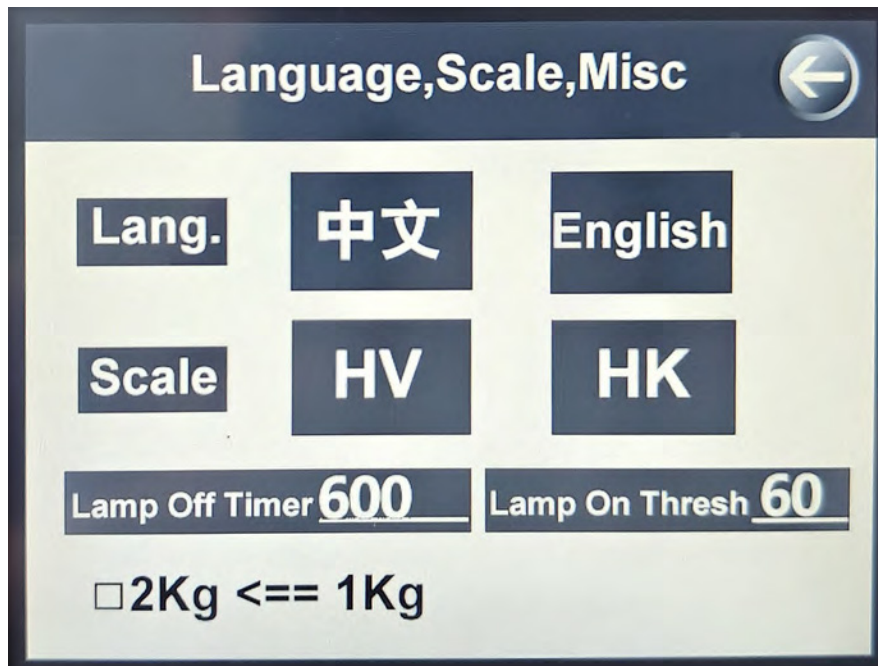 Language,Scale,Misc
Lang. 中文 English
Scale HV HK
Lamp Off Timer 600 Lamp On Thresh 60
□2Kg <== 1Kg